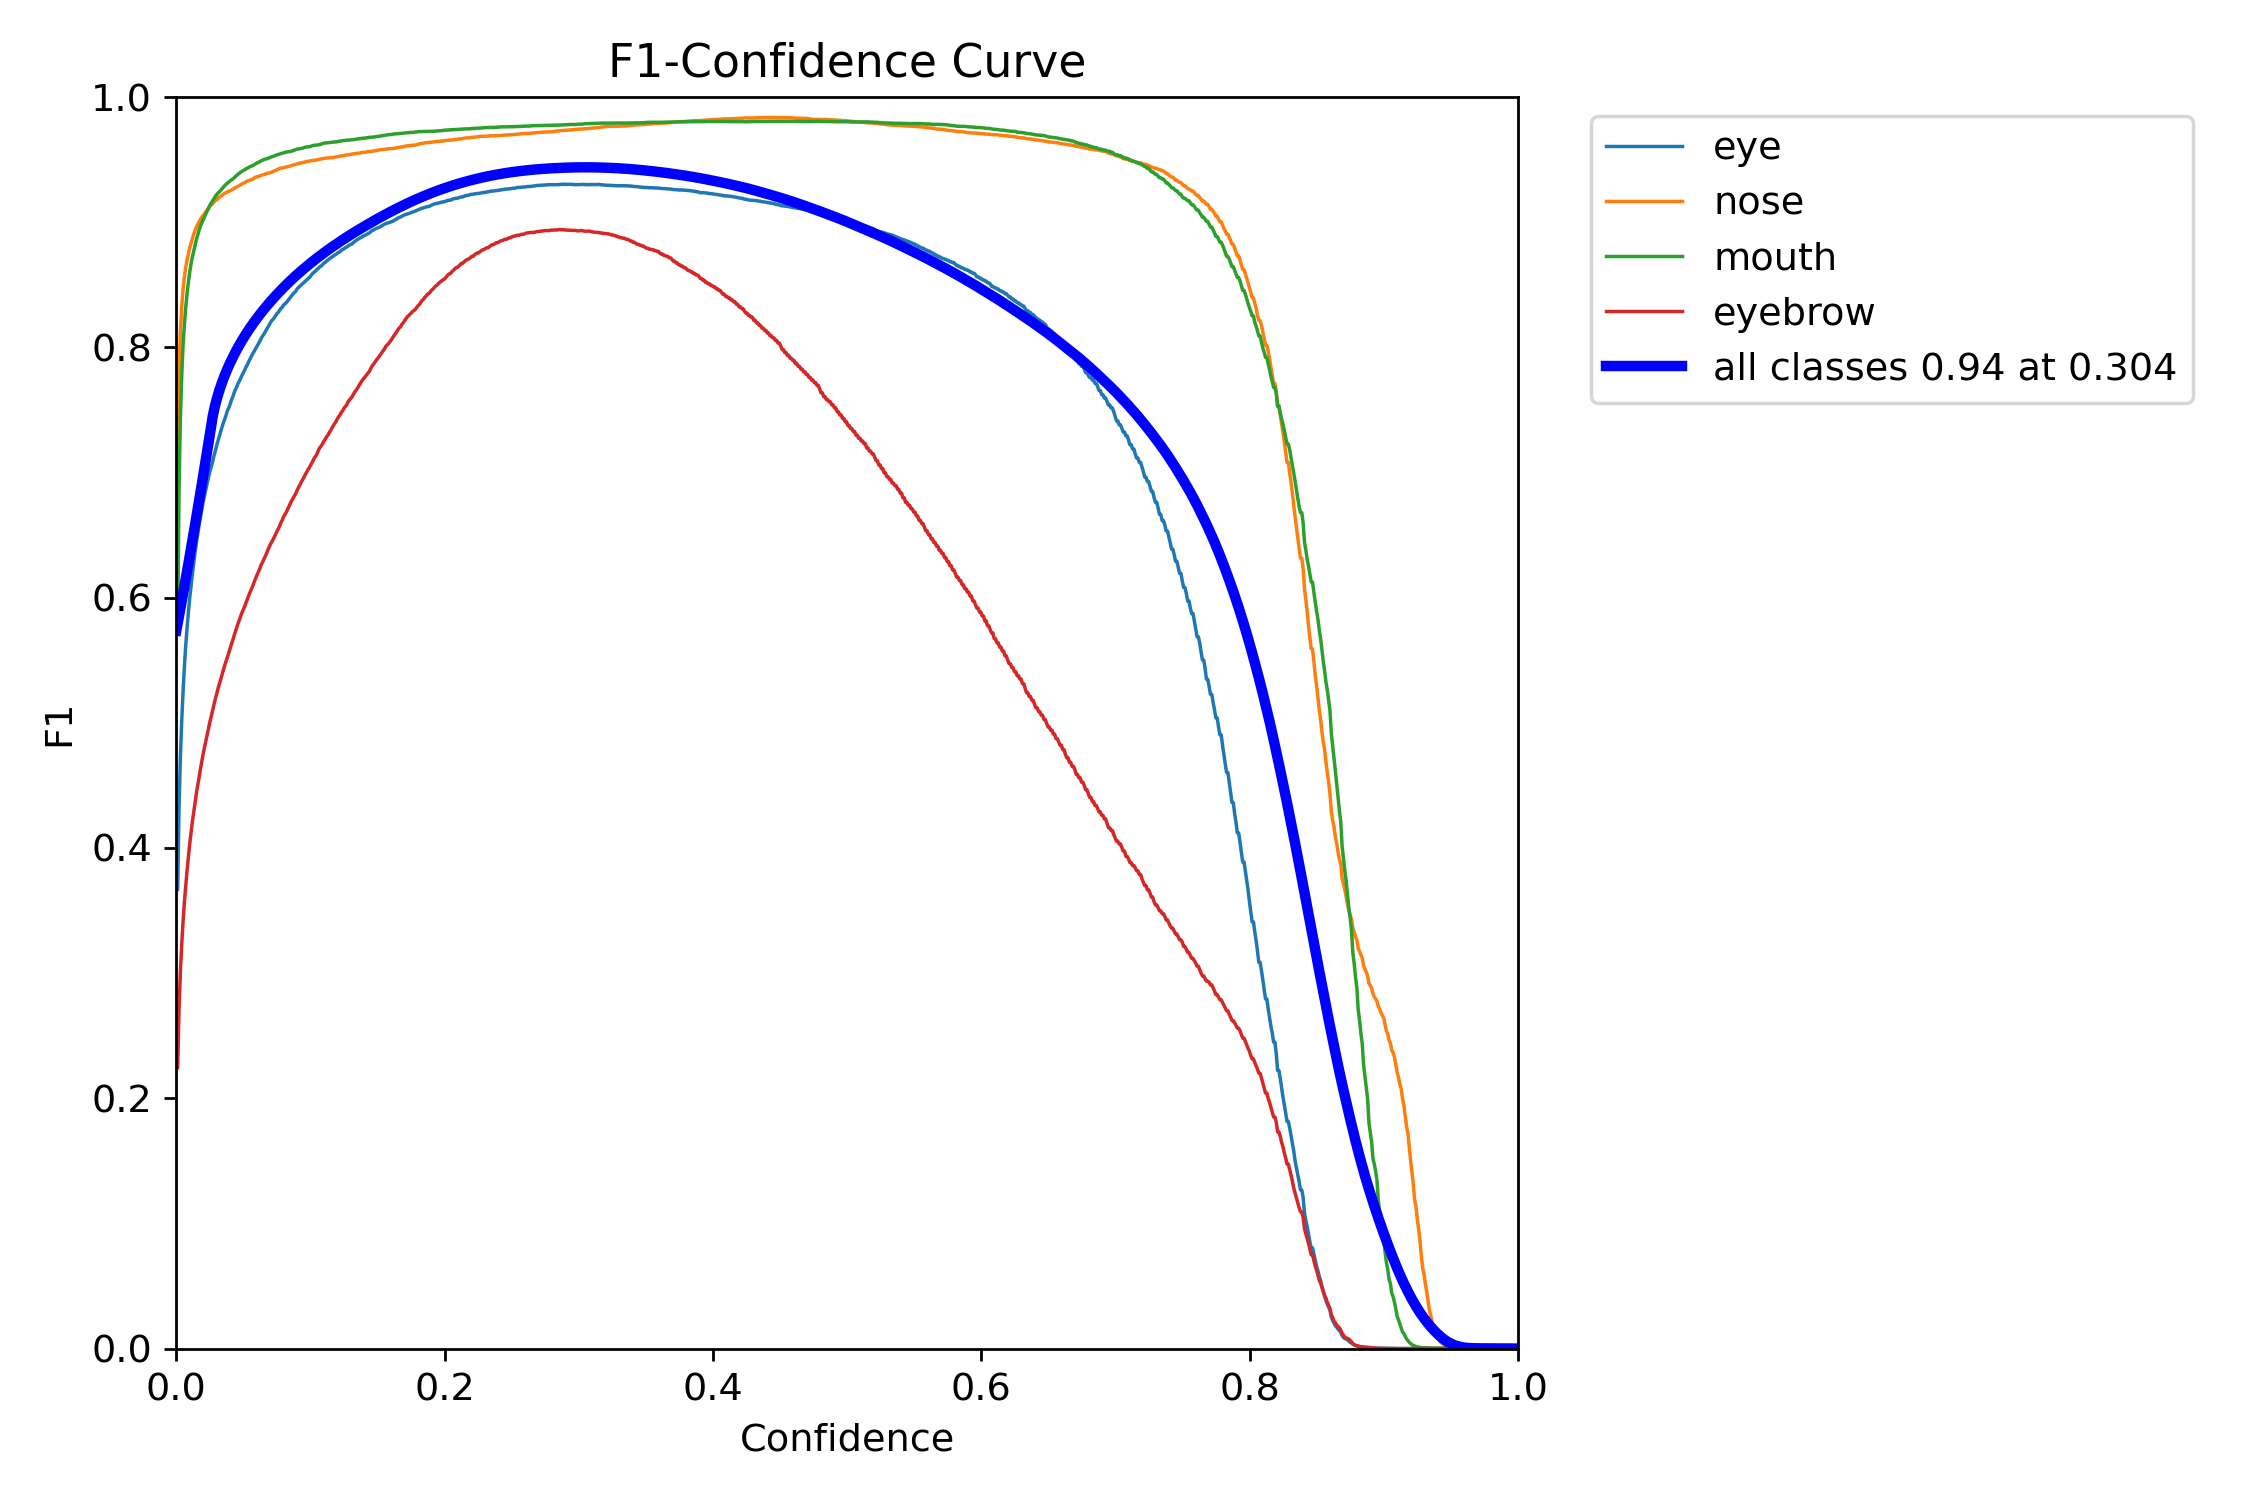 F1-Confidence Curve
1.0
0.8
0.6
0.4
0.2
0.0
F1
0.0 0.2 0.4 0.6 0.8 1.0
Confidence
eye
nose
mouth
eyebrow
all classes 0.94 at 0.304